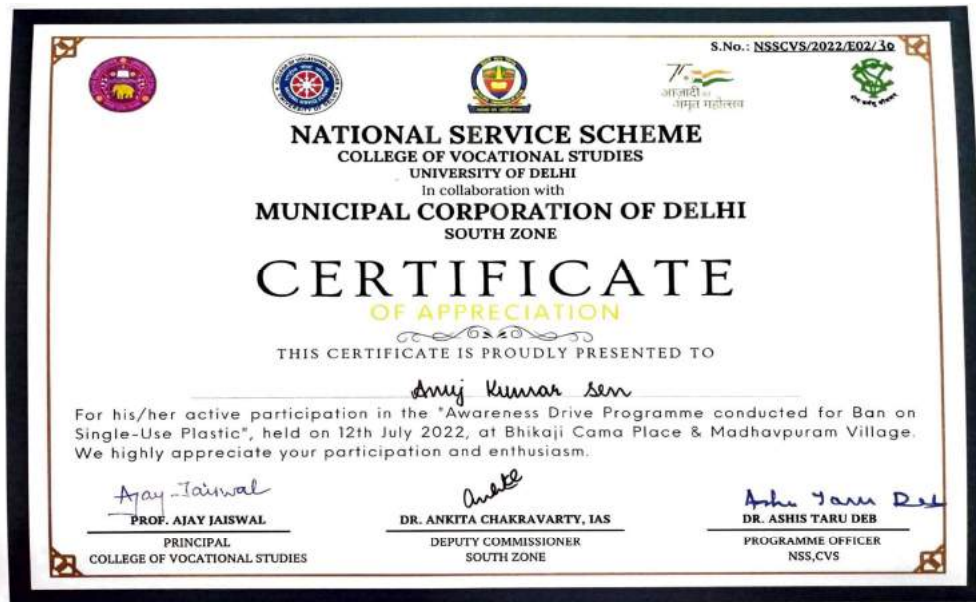 S.No.: NSSCVS/2022/E02/30
आज़ादी का
अमृत महोत्सव
NATIONAL SERVICE SCHEME
COLLEGE OF VOCATIONAL STUDIES
UNIVERSITY OF DELHI
In collaboration with
MUNICIPAL CORPORATION OF DELHI
SOUTH ZONE
CERTIFICATE
OF APPRECIATION
THIS CERTIFICATE IS PROUDLY PRESENTED TO
Anuj Kumar Sen
For his/her active participation in the "Awareness Drive Programme conducted for Ban on
Single-Use Plastic", held on 12th July 2022, at Bhikaji Cama Place & Madhavpuram Village.
We highly appreciate your participation and enthusiasm.
Ajay Jaiswal
Ashis Taru Deb
PROF. AJAY JAISWAL
DR. ANKITA CHAKRAVARTY, IAS
DR. ASHIS TARU DEB
PRINCIPAL
DEPUTY COMMISSIONER
PROGRAMME OFFICER
COLLEGE OF VOCATIONAL STUDIES
SOUTH ZONE
NSS,CVS